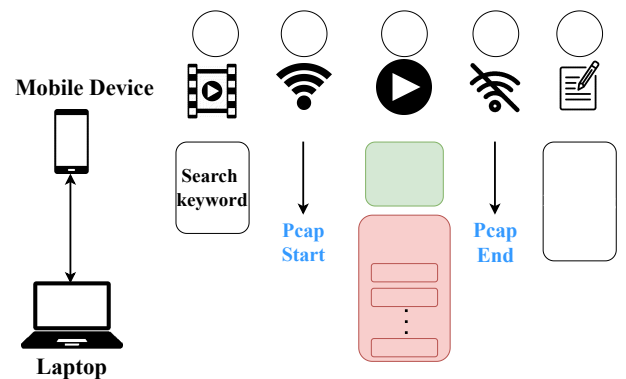 Mobile Device
Search
keyword
Pcap
Start
Pcap
End
Laptop